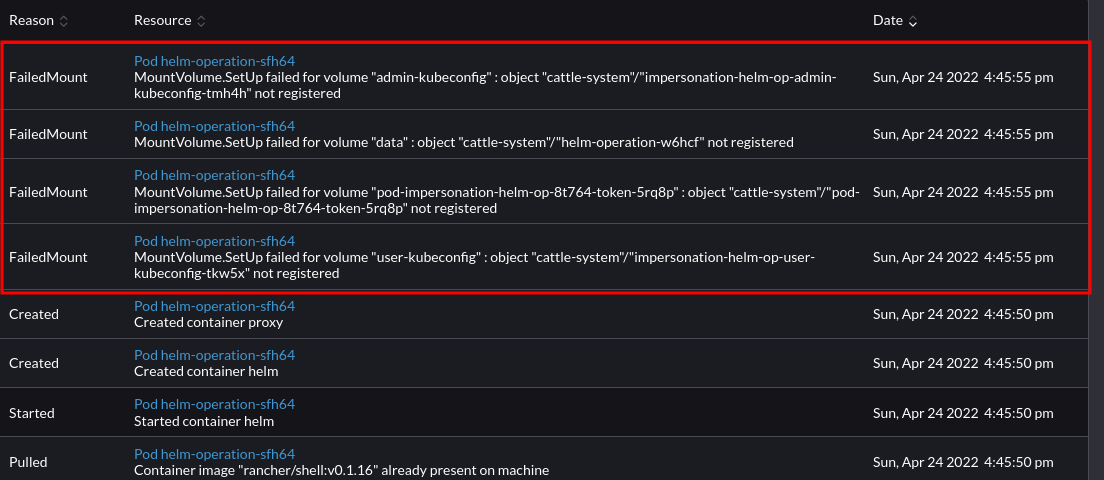 Reason Resource Date
Pod helm-operation-sfh64
FailedMount MountVolume.SetUp failed for volume "admin-kubeconfig" : object "cattle-system"/"impersonation-helm-op-admin- Sun, Apr 24 2022 4:45:55 pm
kubeconfig-tmh4h" not registered
Pod helm-operation-sfh64
FailedMount Sun, Apr 24 2022 4:45:55 pm
MountVolume.SetUp failed for volume "data" : object "cattle-system"/"helm-operation-w6hcf" not registered
Pod helm-operation-sfh64
FailedMount MountVolume.SetUp failed for volume "pod-impersonation-helm-op-8t764-token-5rq8p" : object "cattle-system"/"pod- Sun, Apr 24 2022 4:45:55 pm
impersonation-helm-op-8t764-token-5rq8p" not registered
Pod helm-operation-sfh64
FailedMount MountVolume.SetUp failed for volume "user-kubeconfig" : object "cattle-system"/"impersonation-helm-op-user- Sun, Apr 24 2022 4:45:55 pm
kubeconfig-tkw5x" not registered
Pod helm-operation-sfh64
Created Sun, Apr 24 2022 4:45:50 pm
Created container proxy
Pod helm-operation-sfh64
Created Sun, Apr 24 2022 4:45:50 pm
Created container helm
Pod helm-operation-sfh64
Started Sun, Apr 24 2022 4:45:50 pm
Started container helm
Pod helm-operation-sfh64
Pulled Sun, Apr 24 2022 4:45:50 pm
Container image "rancher/shell:v0.1.16" already present on machine